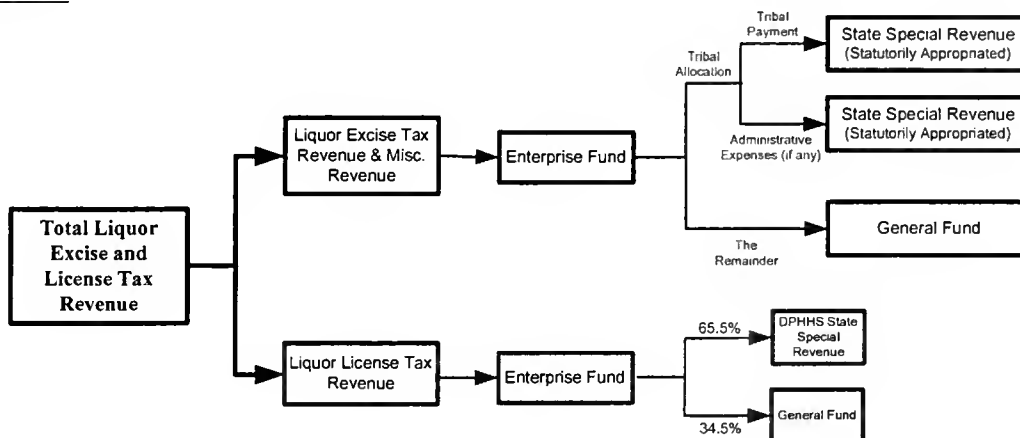 Tribal
Payment
State Special Revenue
(Statutorily Appropriated)
Tribal
Allocation
State Special Revenue
(Statutorily Appropriated)
Administrative
Expenses (if any)
Liquor Excise Tax
Revenue & Misc.
Revenue
Enterprise Fund
General Fund
The
Remainder
Total Liquor
Excise and
License Tax
Revenue
65.5%
DPHHS State
Special
Revenue
Liquor License Tax
Revenue
Enterprise Fund
34.5%
General Fund